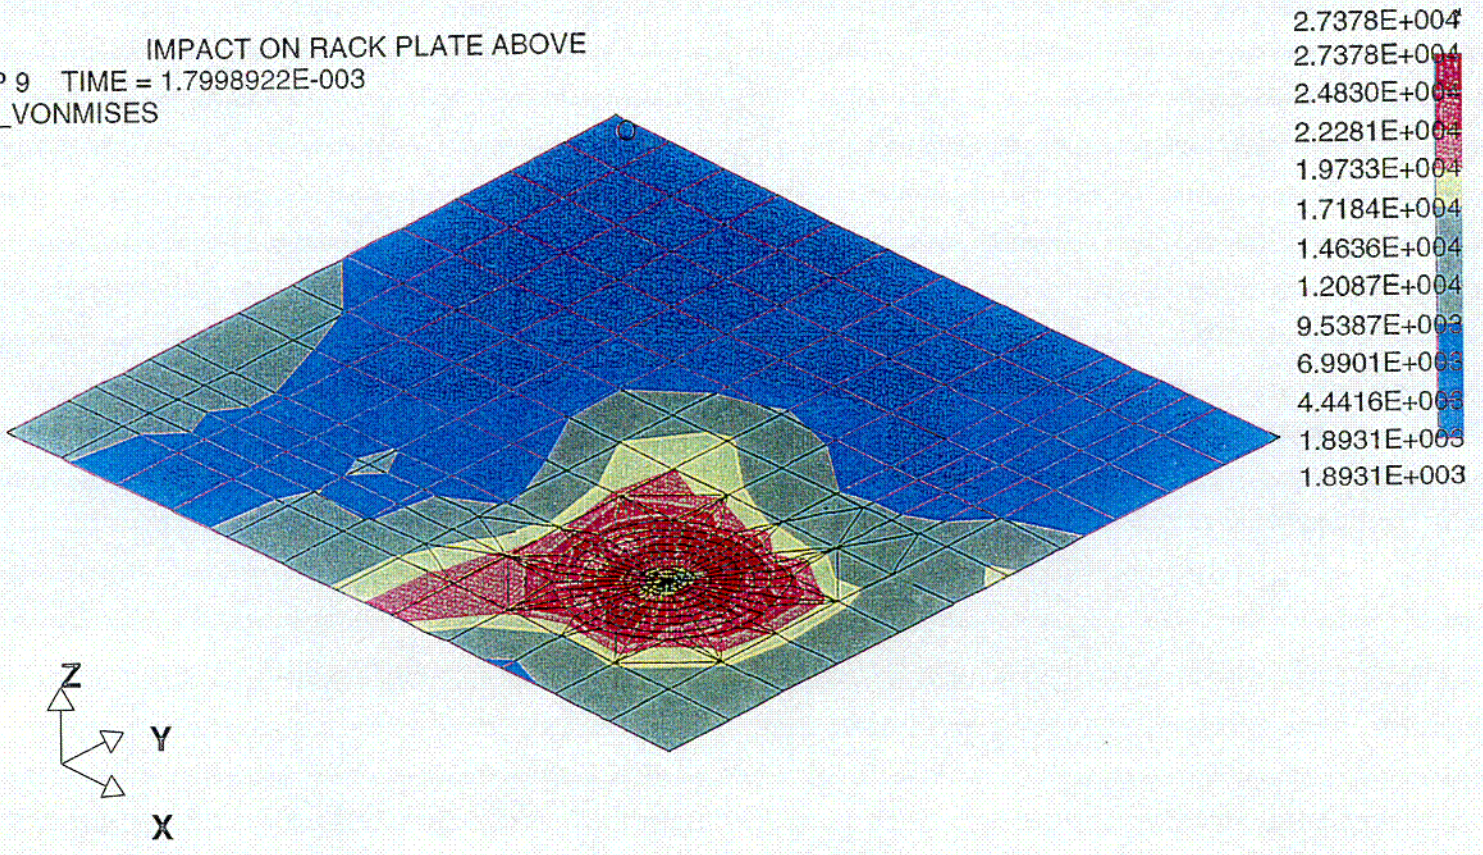 IMPACT ON RACK PLATE ABOVE
9 TIME = 1.7998922E-003
_VONMISES
2.7378E+004
2.7378E+004
2.4830E+004
2.2281E+004
1.9733E+004
1.7184E+004
1.4636E+004
1.2087E+004
9.5387E+003
6.9901E+003
4.4416E+003
1.8931E+003
1.8931E+003
O
Z
Y
X